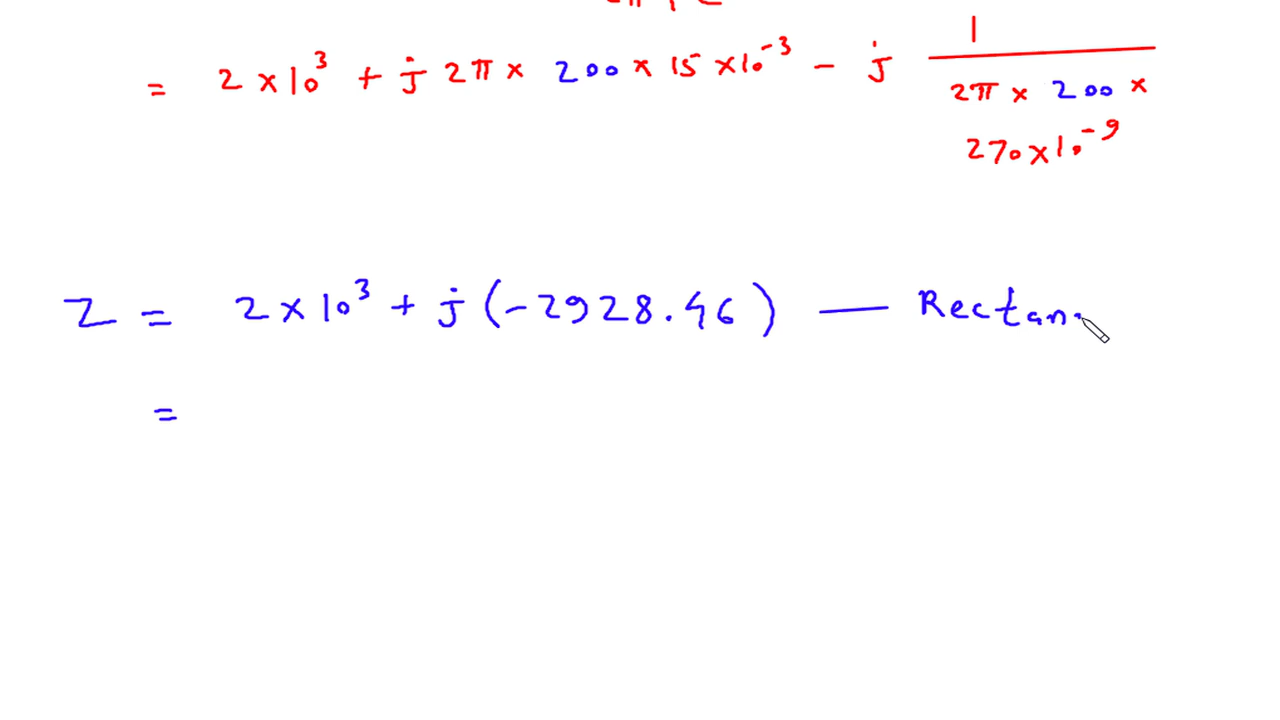 = 2 × 10³ + j 2π × 200 × 15 × 10⁻³ − j 1
2π × 200 ×
270 × 10⁻⁹
Z = 2 × 10³ + j (-2928.46) — Rectan
=